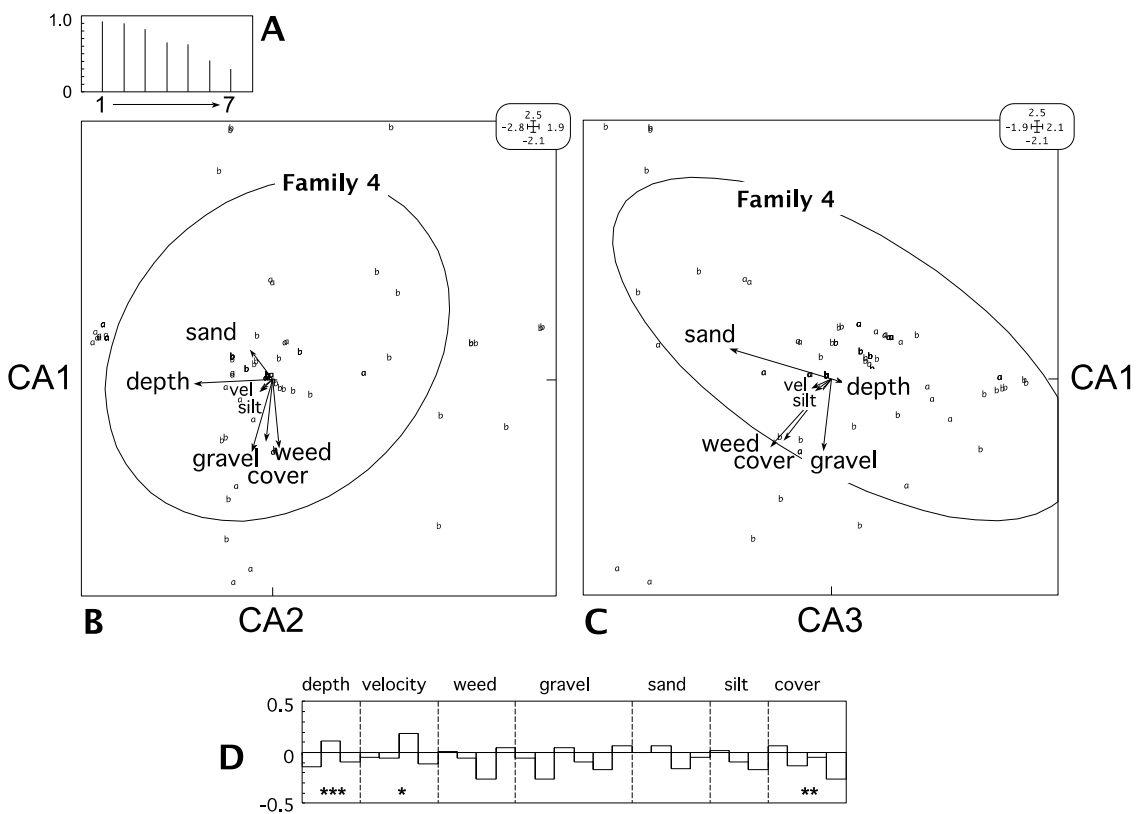 1.0
A
0
1
7
2.5
-2.8 1.9
-2.1
2.5
-1.9 2.1
-2.1
Family 4
Family 4
sand
sand
CA1
depth
vel
silt
vel
silt
depth
CA1
gravel
weed
cover
weed
cover
gravel
B
CA2
C
CA3
depth velocity weed gravel sand silt cover
0.5
D
0
*** * **
-0.5